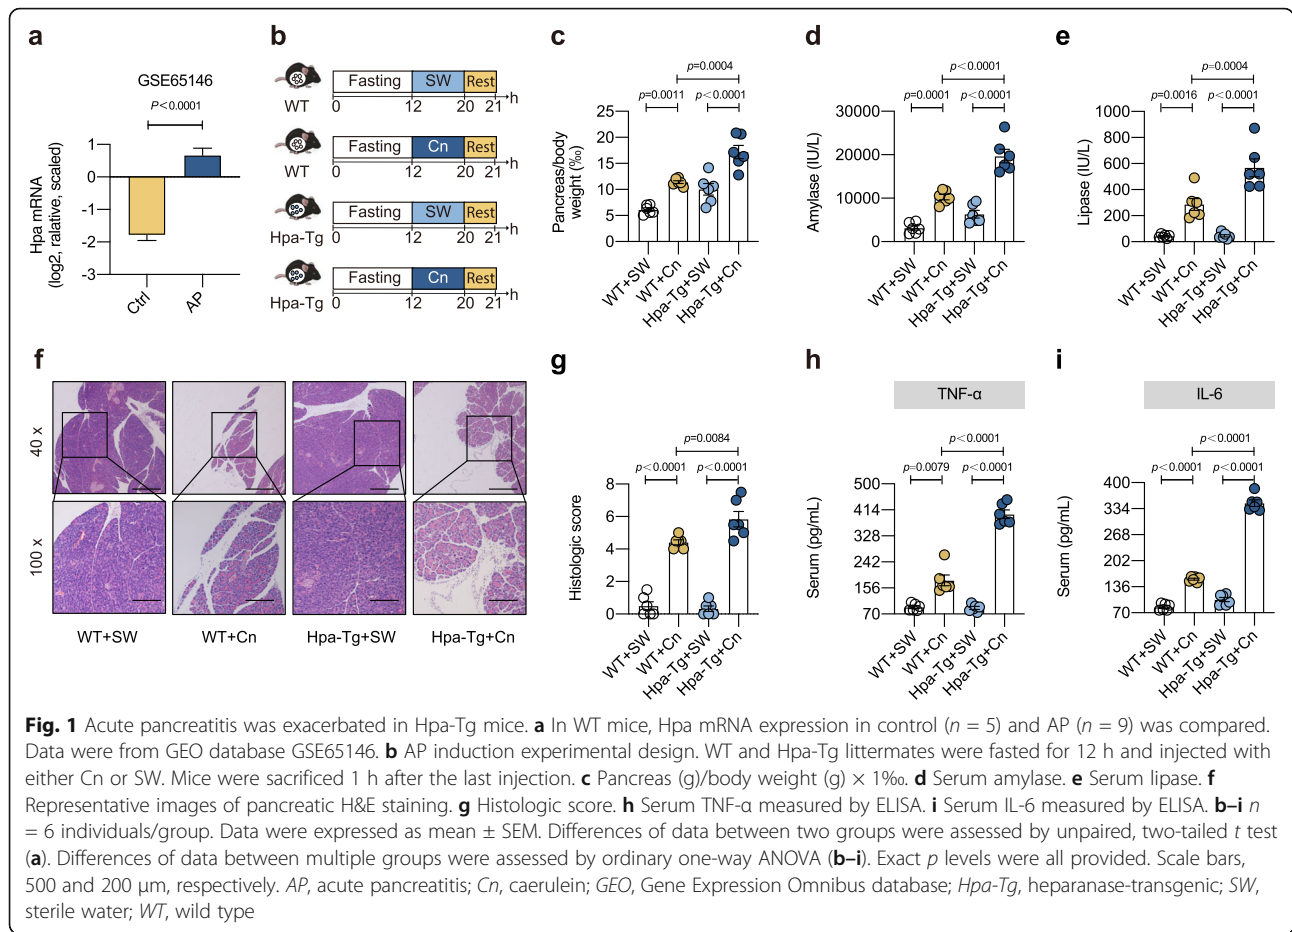 a
GSE65146
P<0.0001
Hpa mRNA
(log2, ralative, scaled)
1
0
-1
-2
-3
Ctrl
AP
b
WT
Fasting SW Rest
0 12 20 21 h
WT
Fasting Cn Rest
0 12 20 21 h
Hpa-Tg
Fasting SW Rest
0 12 20 21 h
Hpa-Tg
Fasting Cn Rest
0 12 20 21 h
c
p=0.0004
p=0.0011 p<0.0001
Pancreas/body
weight (‰)
25
20
15
10
5
0
WT+SW
WT+Cn
Hpa-Tg+SW
Hpa-Tg+Cn
d
p<0.0001
p=0.0001 p<0.0001
Amylase (IU/L)
30000
20000
10000
0
WT+SW
WT+Cn
Hpa-Tg+SW
Hpa-Tg+Cn
e
p=0.0004
p=0.0016 p<0.0001
Lipase (IU/L)
1000
800
600
400
200
0
WT+SW
WT+Cn
Hpa-Tg+SW
Hpa-Tg+Cn
f
40 x
100 x
WT+SW WT+Cn Hpa-Tg+SW Hpa-Tg+Cn
g
p=0.0084
p<0.0001 p<0.0001
Histologic score
8
6
4
2
0
WT+SW
WT+Cn
Hpa-Tg+SW
Hpa-Tg+Cn
h
TNF-α
p<0.0001
p=0.0079 p<0.0001
Serum (pg/mL)
500
414
328
242
156
70
WT+SW
WT+Cn
Hpa-Tg+SW
Hpa-Tg+Cn
i
IL-6
p<0.0001
p<0.0001 p<0.0001
Serum (pg/mL)
400
334
268
202
136
70
WT+SW
WT+Cn
Hpa-Tg+SW
Hpa-Tg+Cn
Fig. 1 Acute pancreatitis was exacerbated in Hpa-Tg mice. a In WT mice, Hpa mRNA expression in control (n = 5) and AP (n = 9) was compared.
Data were from GEO database GSE65146. b AP induction experimental design. WT and Hpa-Tg littermates were fasted for 12 h and injected with
either Cn or SW. Mice were sacrificed 1 h after the last injection. c Pancreas (g)/body weight (g) × 1‰. d Serum amylase. e Serum lipase. f
Representative images of pancreatic H&E staining. g Histologic score. h Serum TNF-α measured by ELISA. i Serum IL-6 measured by ELISA. b–i n
= 6 individuals/group. Data were expressed as mean ± SEM. Differences of data between two groups were assessed by unpaired, two-tailed t test
(a). Differences of data between multiple groups were assessed by ordinary one-way ANOVA (b–i). Exact p levels were all provided. Scale bars,
500 and 200 μm, respectively. AP, acute pancreatitis; Cn, caerulein; GEO, Gene Expression Omnibus database; Hpa-Tg, heparanase-transgenic; SW,
sterile water; WT, wild type